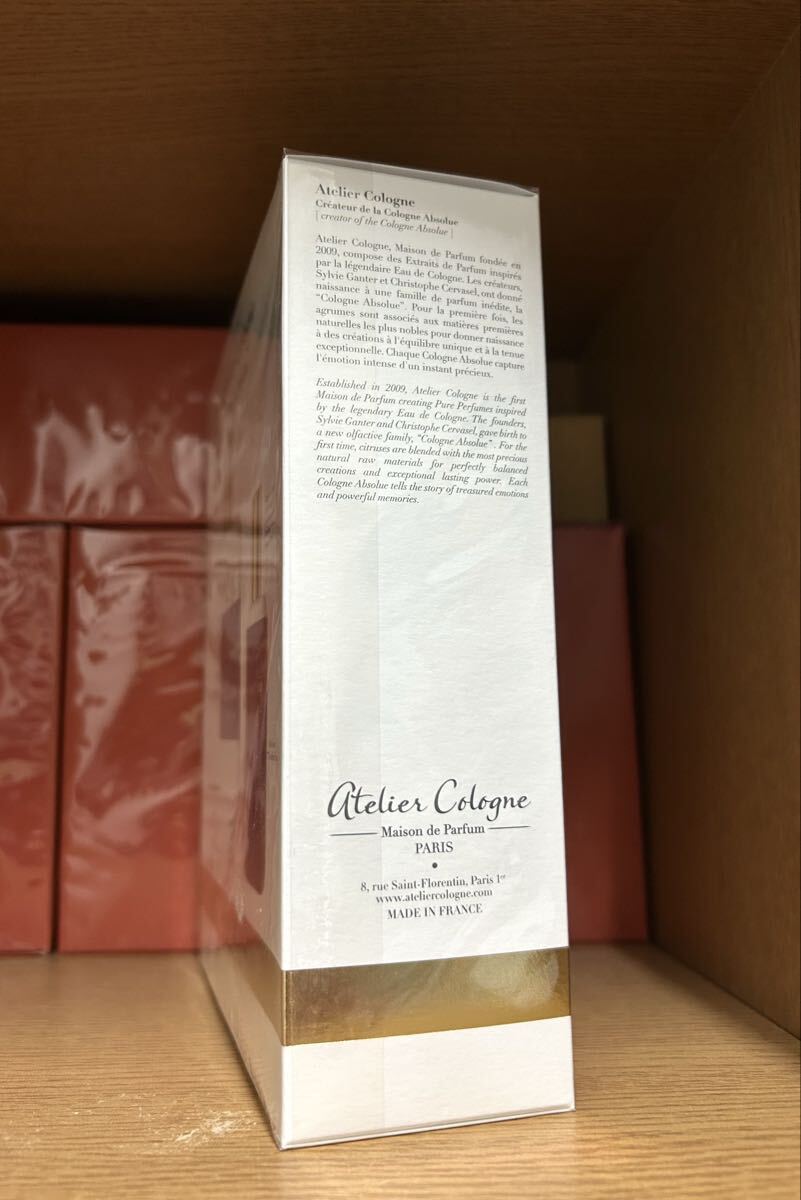 Atelier Cologne
Créateur de la Cologne Absolue
[ creator of the Cologne Absolue ]
Atelier Cologne, Maison de Parfum fondée en
2009, compose des Extraits de Parfum inspirés
par la légendaire Eau de Cologne. Les créateurs,
Sylvie Ganter et Christophe Cervasel, ont donné
naissance à une famille de parfum inédite, la
"Cologne Absolue". Pour la première fois, les
agrumes sont associés aux matières premières
naturelles les plus nobles pour donner naissance
à des créations à l'équilibre unique et à la tenue
exceptionnelle. Chaque Cologne Absolue capture
l'émotion intense d'un instant précieux.
Established in 2009, Atelier Cologne is the first
Maison de Parfum creating Pure Perfumes inspired
by the legendary Eau de Cologne. The founders,
Sylvie Ganter and Christophe Cervasel, gave birth to
a new olfactive family, "Cologne Absolue". For the
first time, citruses are blended with the most precious
natural raw materials for perfectly balanced
creations and exceptional lasting power. Each
Cologne Absolue tells the story of treasured emotions
and powerful memories.
Atelier Cologne
Maison de Parfum
PARIS
•
8, rue Saint-Florentin, Paris 1er
www.ateliercologne.com
MADE IN FRANCE